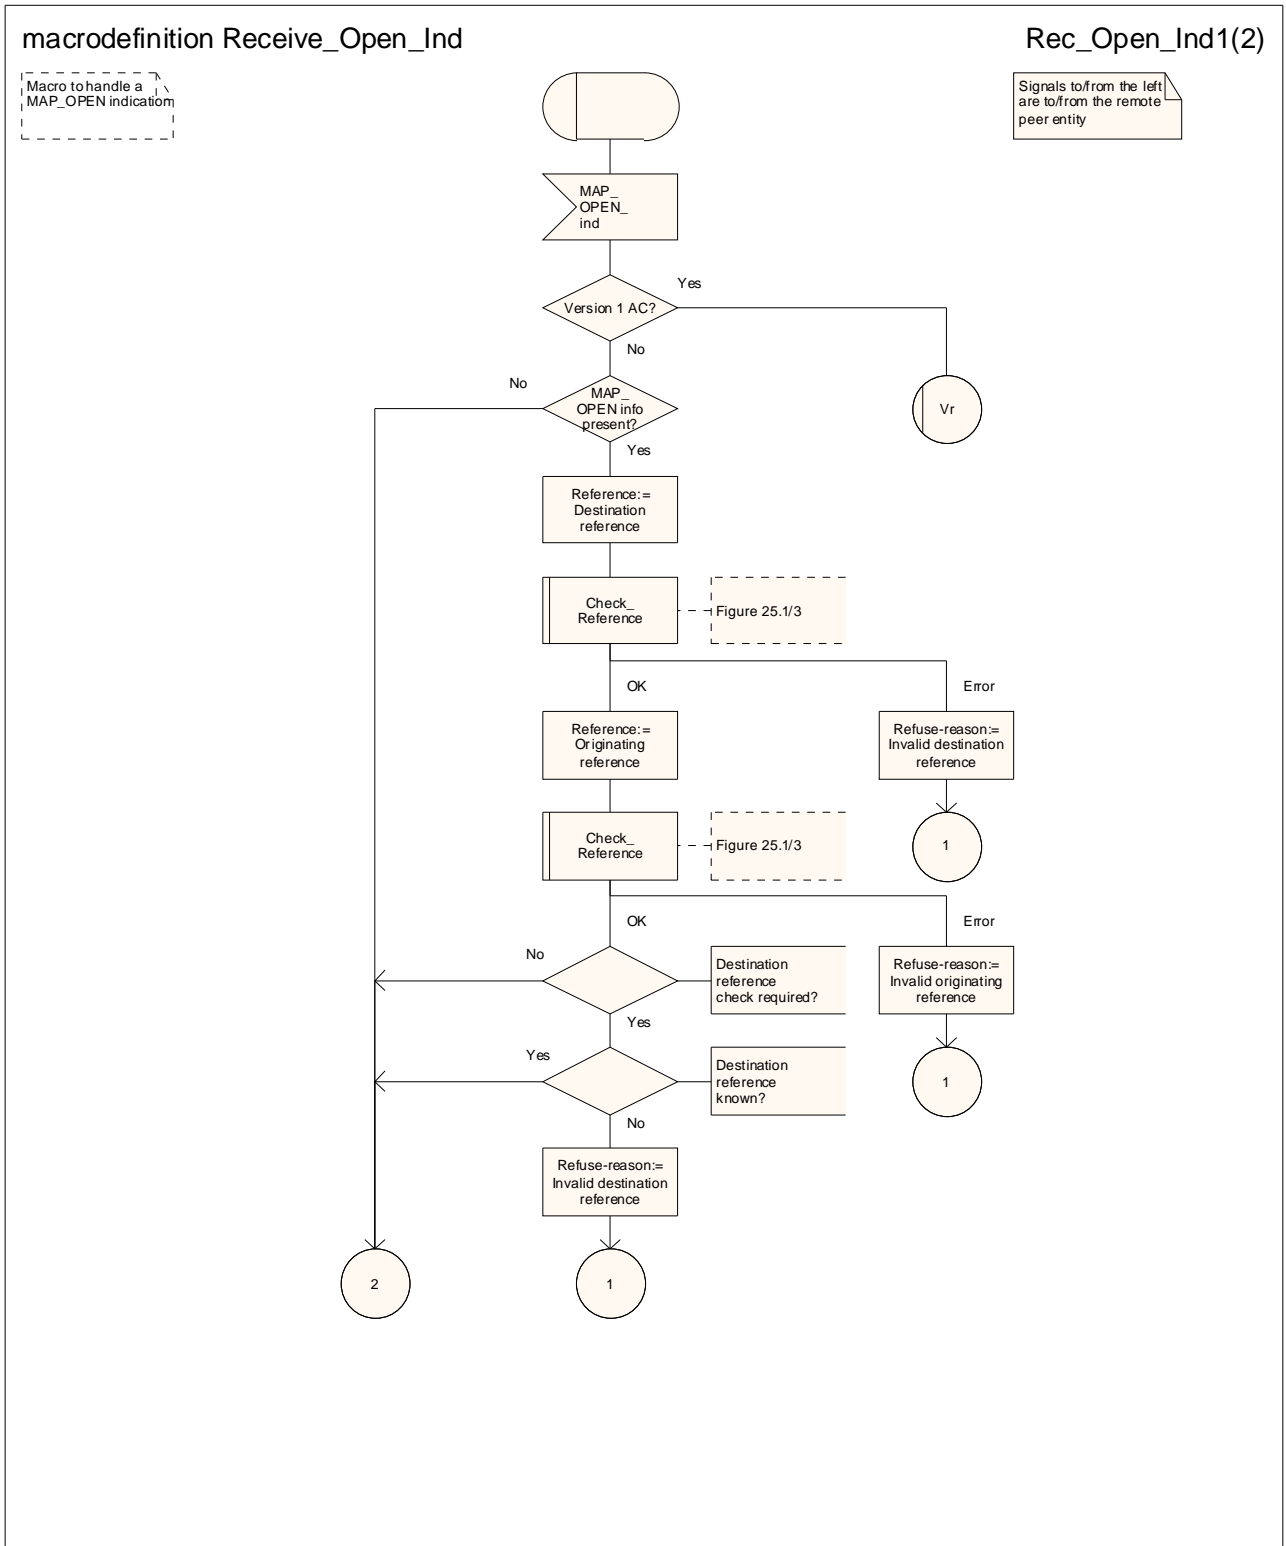 macrodefinition Receive_Open_Ind
Rec_Open_Ind1(2)
Macro to handle a
MAP_OPEN indication
Signals to/from the left
are to/from the remote
peer entity
MAP_
OPEN_
ind
Yes
Version 1 AC?
No
No
MAP_
OPEN info
present?
Vr
Yes
Reference:=
Destination
reference
Check_
Reference
Figure 25.1/3
OK
Error
Reference:=
Originating
reference
Refuse-reason:=
Invalid destination
reference
Check_
Reference
Figure 25.1/3
1
OK
Error
No
Destination
reference
check required?
Refuse-reason:=
Invalid originating
reference
Yes
Yes
Destination
reference
known?
1
No
Refuse-reason:=
Invalid destination
reference
2
1